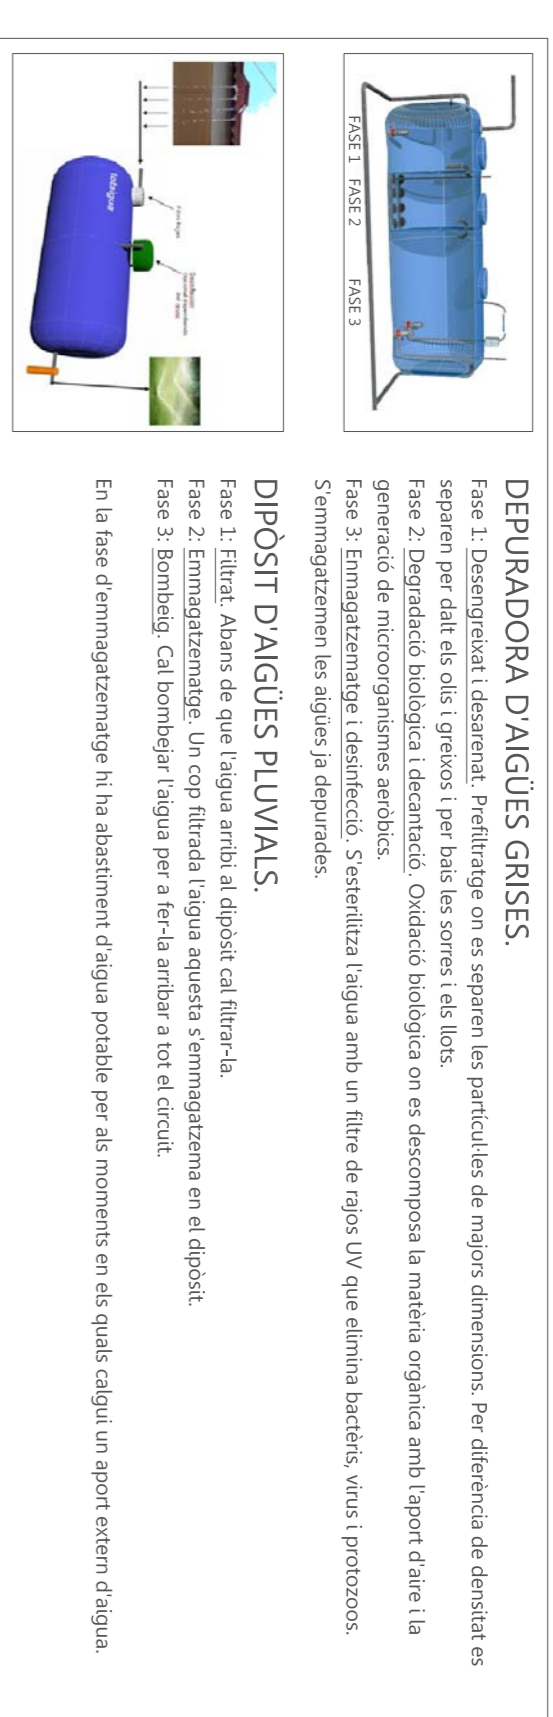 FASE 1
FASE 2
FASE 3
DEPURADORA D'AIGÜES GRISES.
Fase 1: Desengreixat i desarenat. Prefiltratge on es separen les partícul·les de majors dimensions. Per diferència de densitat es
separen per dalt els olis i greixos i per bais les sorres i els llots.
Fase 2: Degradació biològica i decantació. Oxidació biològica on es descomposa la matèria orgànica amb l'aport d'aire i la
generació de microorganismes aeròbics.
Fase 3: Enmagatzematge i desinfecció. S'esterilitza l'aigua amb un filtre de rajos UV que elimina bactèris, virus i protozoos.
S'emmagatzemen les aigües ja depurades.
totaigua
DIPÒSIT D'AIGÜES PLUVIALS.
Fase 1: Filtrat. Abans de que l'aigua arribi al dipòsit cal filtrar-la.
Fase 2: Emmagatzematge. Un cop filtrada l'aigua aquesta s'emmagatzema en el dipòsit.
Fase 3: Bombeig. Cal bombejar l'aigua per a fer-la arribar a tot el circuit.
En la fase d'emmagatzematge hi ha abastiment d'aigua potable per als moments en els quals calgui un aport extern d'aigua.